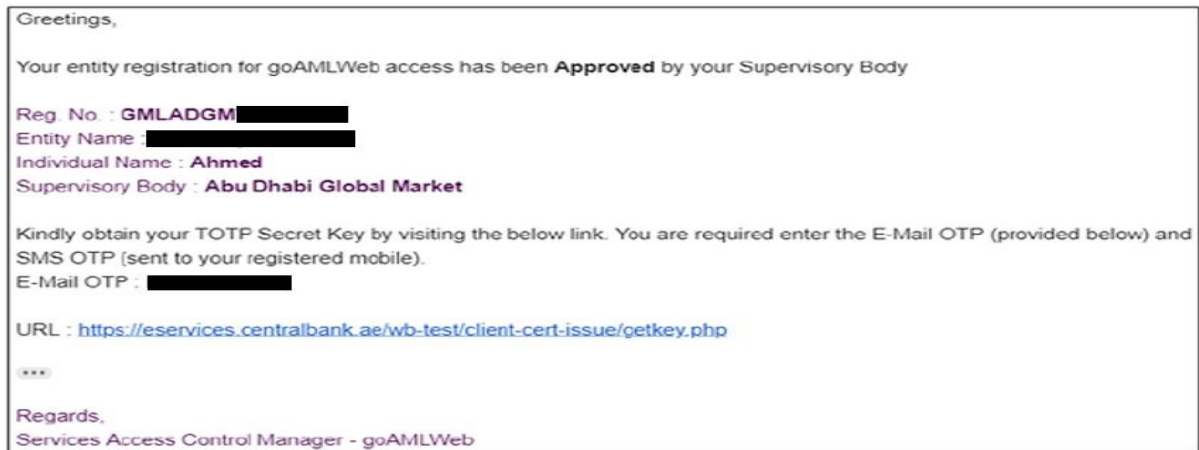 Greetings,
Your entity registration for goAMLWeb access has been Approved by your Supervisory Body
Reg. No. : GMLADGM
Entity Name :
Individual Name : Ahmed
Supervisory Body : Abu Dhabi Global Market
Kindly obtain your TOTP Secret Key by visiting the below link. You are required enter the E-Mail OTP (provided below) and
SMS OTP (sent to your registered mobile).
E-Mail OTP :
URL : https://eservices.centralbank.ae/wb-test/client-cert-issue/getkey.php
Regards,
Services Access Control Manager - goAMLWeb